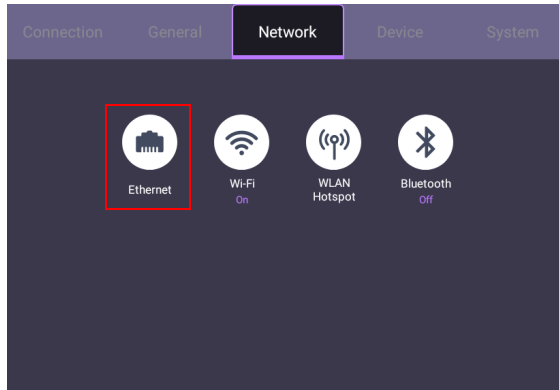 Connection General Network Device System
Ethernet
Wi-Fi
On
WLAN
Hotspot
Bluetooth
Off